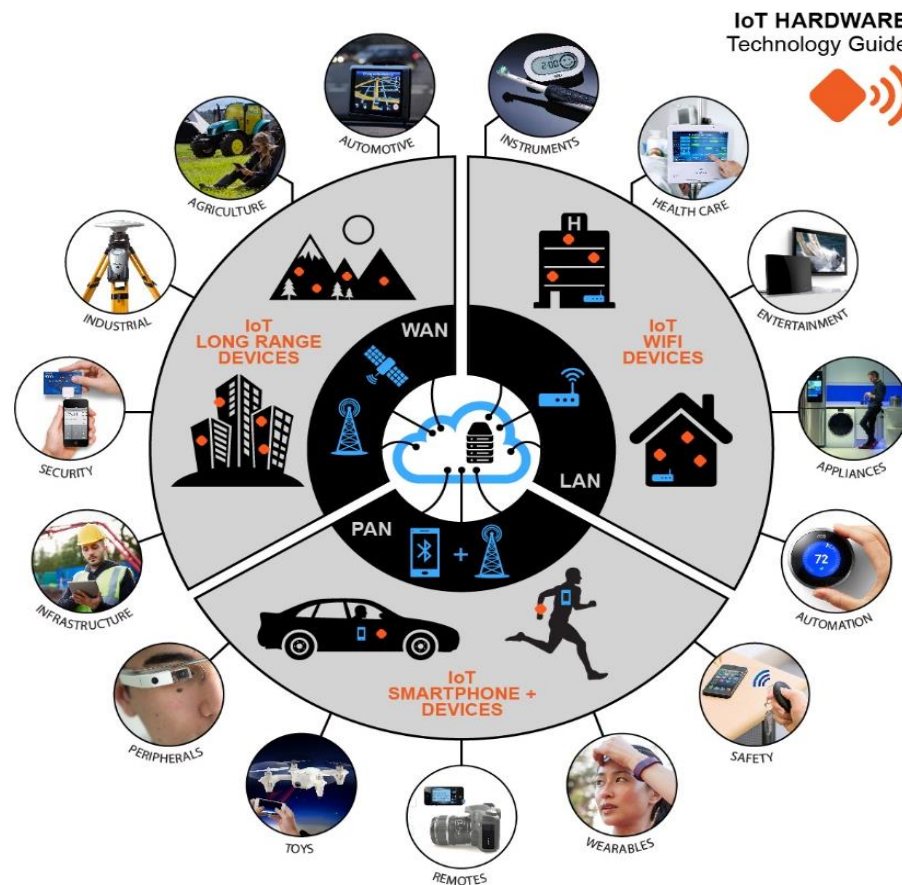 IoT HARDWARE
Technology Guide
AUTOMOTIVE
INSTRUMENTS
AGRICULTURE
HEALTH CARE
INDUSTRIAL
ENTERTAINMENT
SECURITY
APPLIANCES
INFRASTRUCTURE
AUTOMATION
PERIPHERALS
SAFETY
TOYS
REMOTES
WEARABLES
IoT
LONG RANGE
DEVICES
WAN
H
IoT
WIFI
DEVICES
LAN
PAN
+
IoT
SMARTPHONE +
DEVICES
72